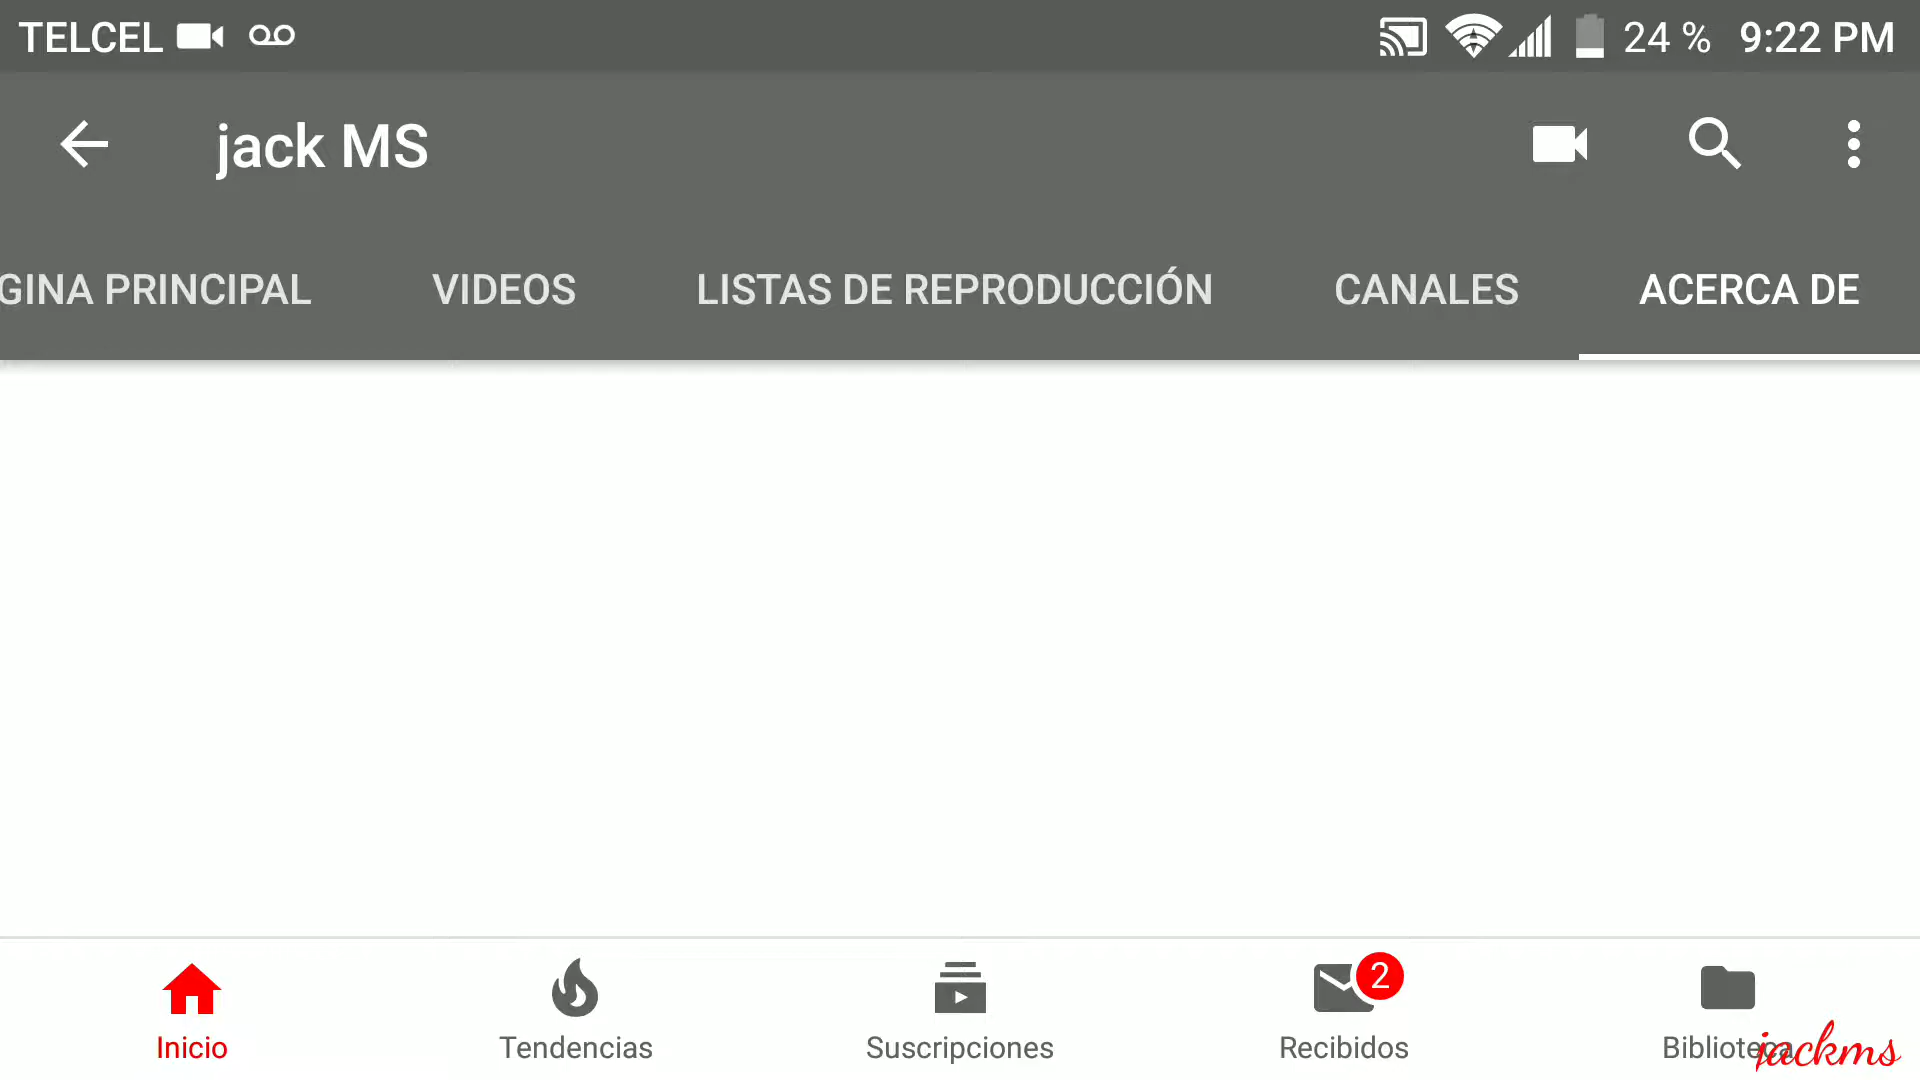 TELCEL 24 % 9:22 PM
jack MS
GINA PRINCIPAL VIDEOS LISTAS DE REPRODUCCIÓN CANALES ACERCA DE
2
Inicio Tendencias Suscripciones Recibidos Biblioteca
jackms